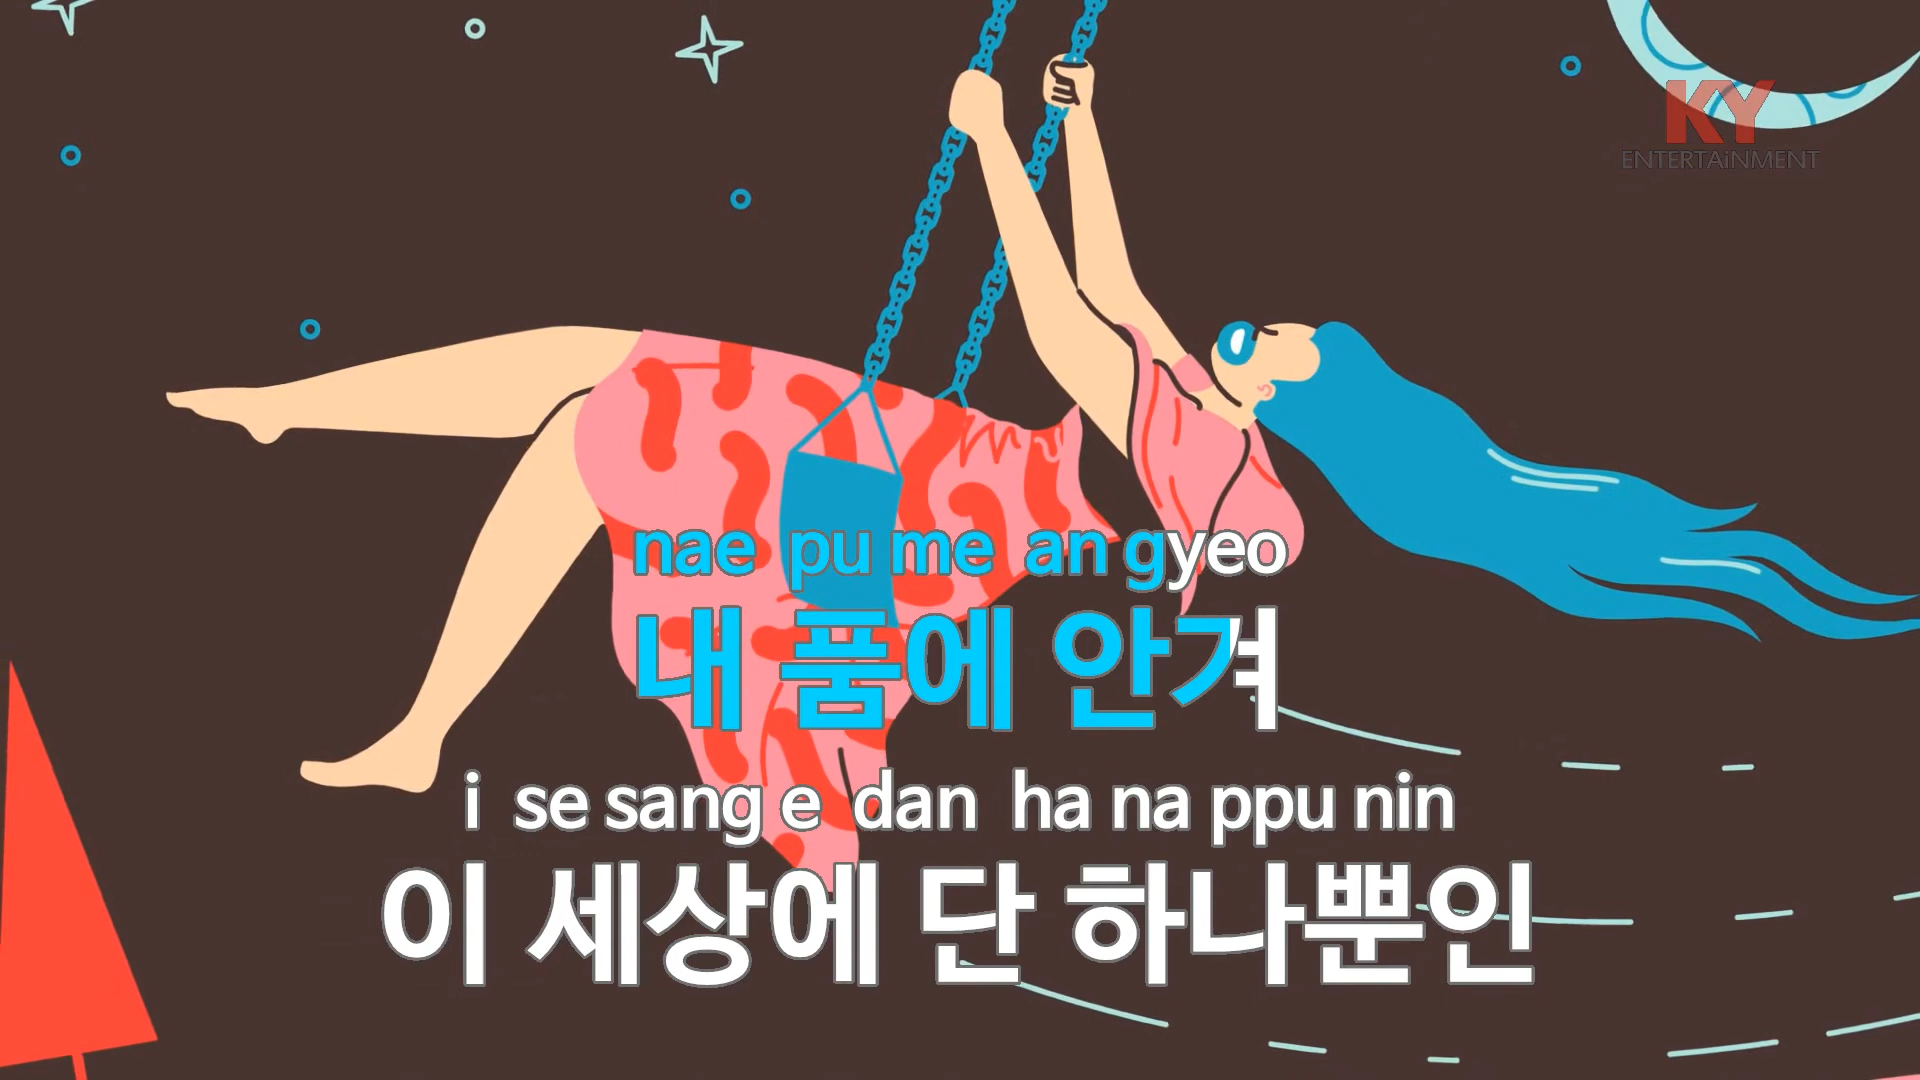 KY
ENTERTAiNMENT
nae pu me an gyeo
내 품에 안겨
i se sang e dan ha na ppu nin
이 세상에 단 하나뿐인